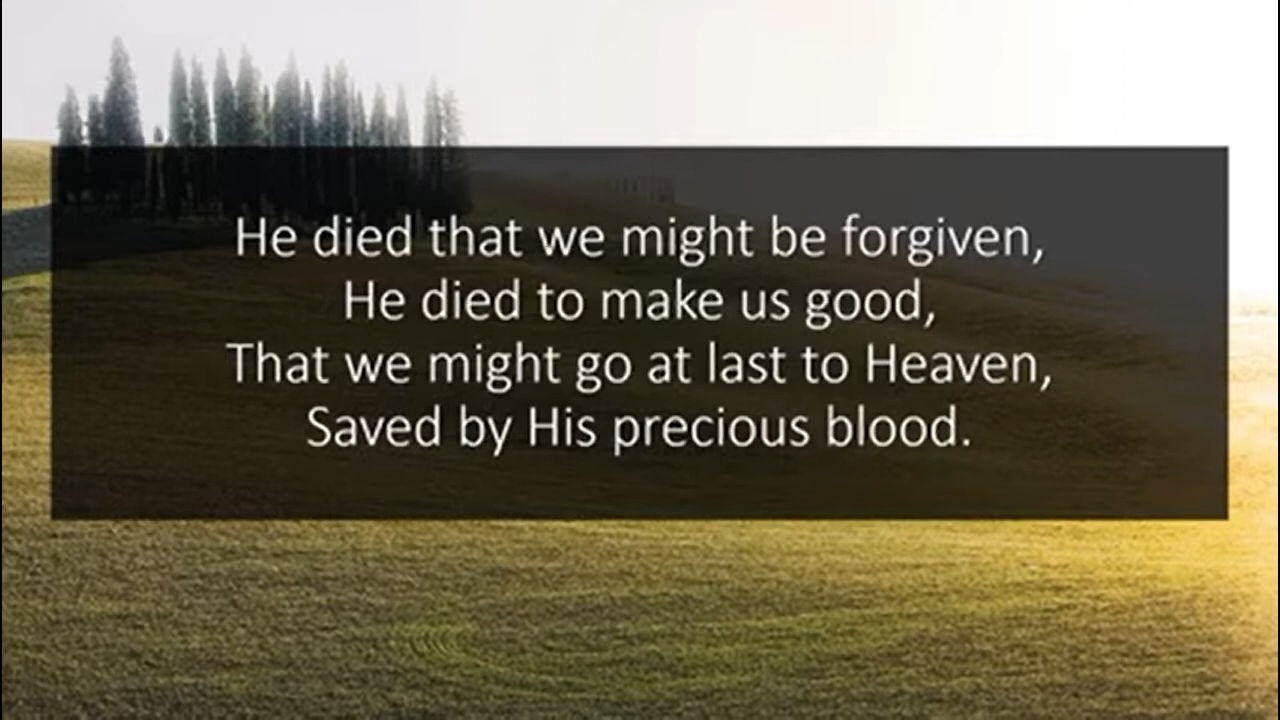 He died that we might be forgiven,
He died to make us good,
That we might go at last to Heaven,
Saved by His precious blood.